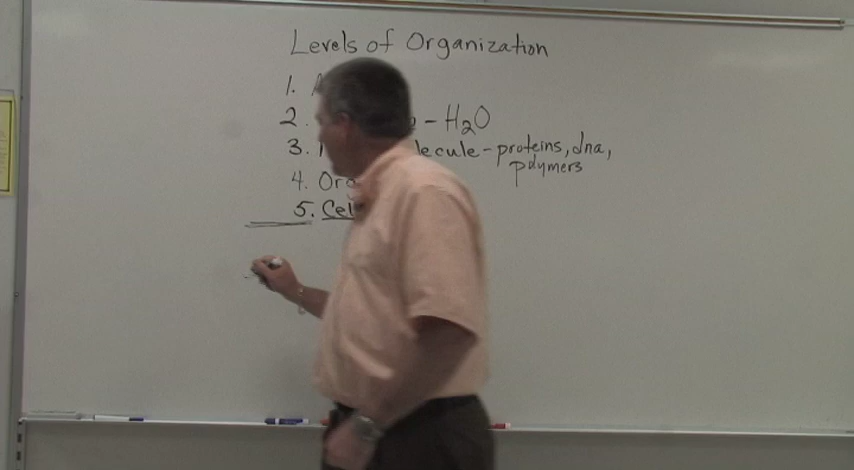 Levels of Organization
1. A
2. - H₂O
3. lecule - proteins, dna,
polymers
4. Org
5. Cel